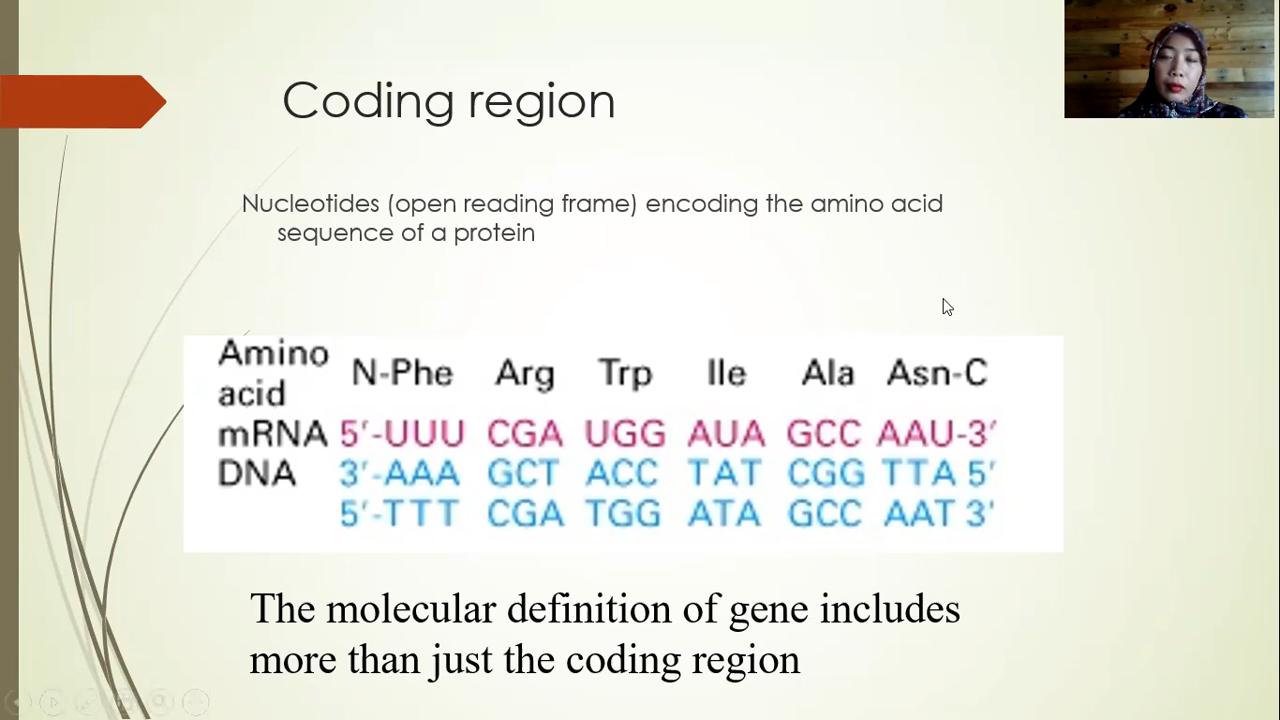 Coding region
Nucleotides (open reading frame) encoding the amino acid
sequence of a protein
Amino acid N-Phe Arg Trp Ile Ala Asn-C
mRNA 5′-UUU CGA UGG AUA GCC AAU-3′
DNA 3′-AAA GCT ACC TAT CGG TTA 5′
5′-TTT CGA TGG ATA GCC AAT 3′
The molecular definition of gene includes
more than just the coding region